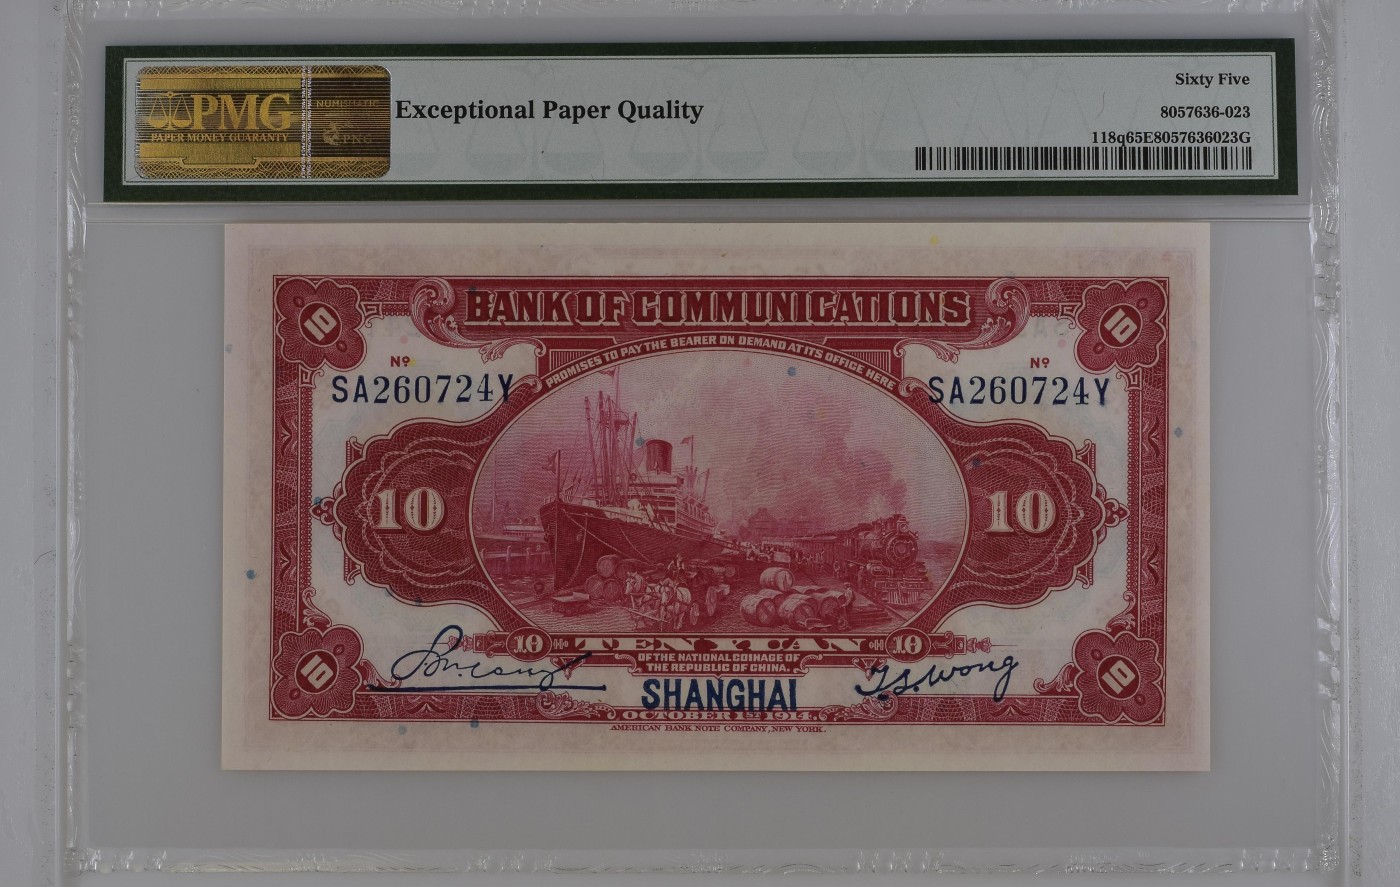 PMG
PAPER MONEY GUARANTY
NUMISMATIC
PNG
Exceptional Paper Quality
Sixty Five
8057636-023
118q65E8057636023G
10
BANK OF COMMUNICATIONS
10
PROMISES TO PAY THE BEARER ON DEMAND AT ITS OFFICE HERE
Nº
Nº
SA260724Y
SA260724Y
10
10
10
TEN YUAN
10
OF THE NATIONAL COINAGE OF
THE REPUBLIC OF CHINA.
10
SHANGHAI
T.S. Wong
10
OCTOBER 1ST 1914.
AMERICAN BANK NOTE COMPANY, NEW YORK.